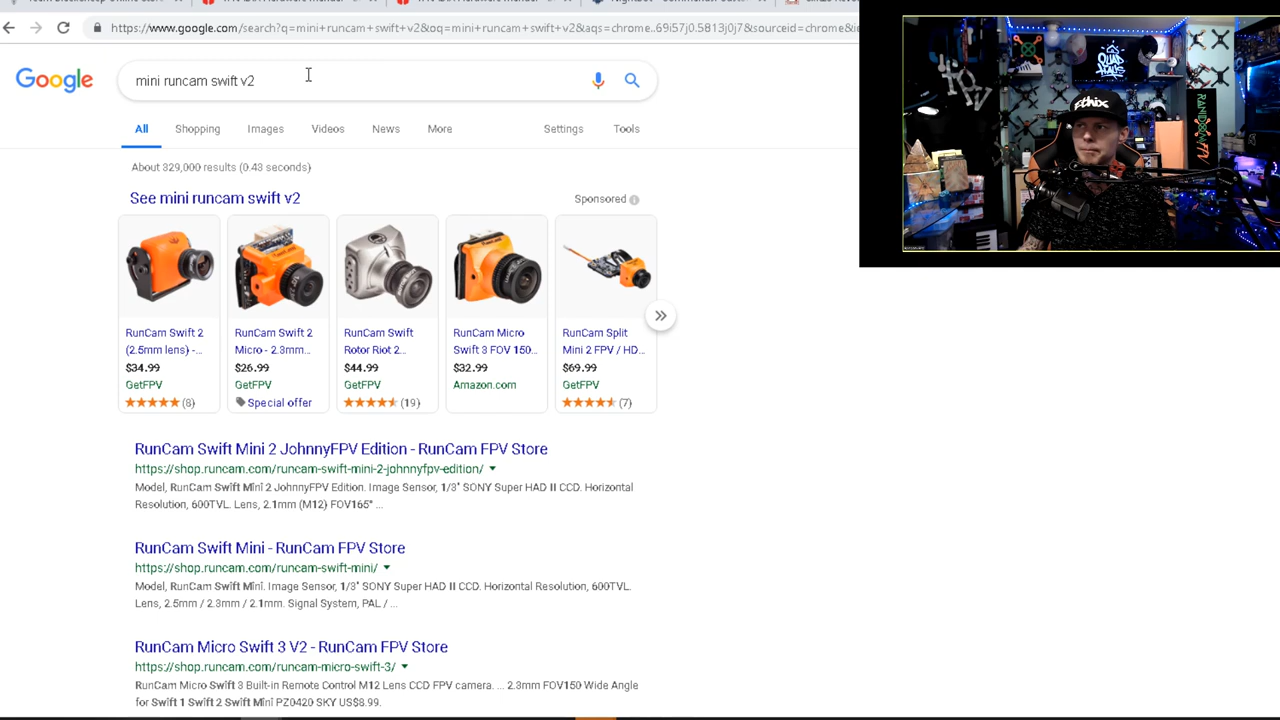 https://www.google.com/search?q=mini+runcam+swift+v2&oq=mini+runcam+swift+v2&aqs=chrome..69i57j0.5813j0j7&sourceid=chrome&ie
Google
mini runcam swift v2
All Shopping Images Videos News More Settings Tools
About 329,000 results (0.43 seconds)
See mini runcam swift v2 Sponsored
RunCam Swift 2
(2.5mm lens) -...
$34.99
GetFPV
(8)
RunCam Swift 2
Micro - 2.3mm...
$26.99
GetFPV
Special offer
RunCam Swift
Rotor Riot 2...
$44.99
GetFPV
(19)
RunCam Micro
Swift 3 FOV 150...
$32.99
Amazon.com
RunCam Split
Mini 2 FPV / HD...
$69.99
GetFPV
(7)
RunCam Swift Mini 2 JohnnyFPV Edition - RunCam FPV Store
https://shop.runcam.com/runcam-swift-mini-2-johnnyfpv-edition/
Model, RunCam Swift Mini 2 JohnnyFPV Edition. Image Sensor, 1/3" SONY Super HAD II CCD. Horizontal
Resolution, 600TVL. Lens, 2.1mm (M12) FOV165° ...
RunCam Swift Mini - RunCam FPV Store
https://shop.runcam.com/runcam-swift-mini/
Model, RunCam Swift Mini. Image Sensor, 1/3" SONY Super HAD II CCD. Horizontal Resolution, 600TVL.
Lens, 2.5mm / 2.3mm / 2.1mm. Signal System, PAL / ...
RunCam Micro Swift 3 V2 - RunCam FPV Store
https://shop.runcam.com/runcam-micro-swift-3/
RunCam Micro Swift 3 Built-in Remote Control M12 Lens CCD FPV camera. ... 2.3mm FOV150 Wide Angle
for Swift 1 Swift 2 Swift Mini PZ0420 SKY US$8.99.
QUAD
ethix